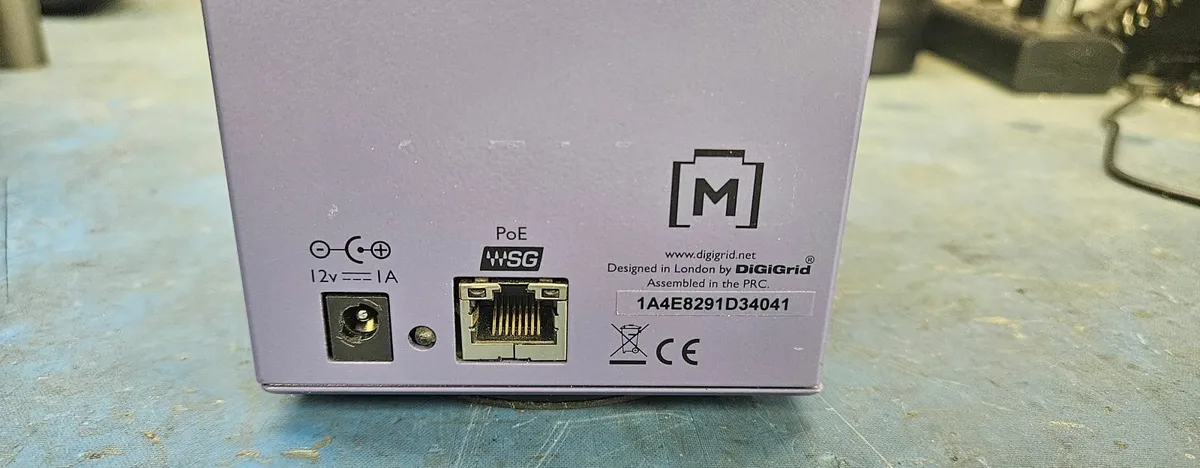 12v 1A
PoE
WSG
[M]
www.digigrid.net
Designed in London by DiGiGrid®
Assembled in the PRC.
1A4E8291D34041
CE